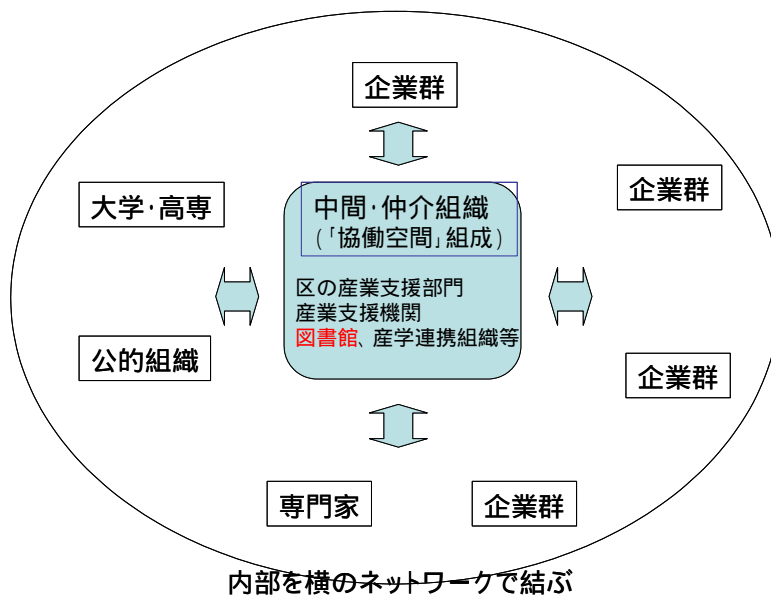 企業群
大学・高専
企業群
中間・仲介組織
(「協働空間」組成)
区の産業支援部門
産業支援機関
図書館、産学連携組織等
公的組織
企業群
専門家
企業群
内部を横のネットワークで結ぶ